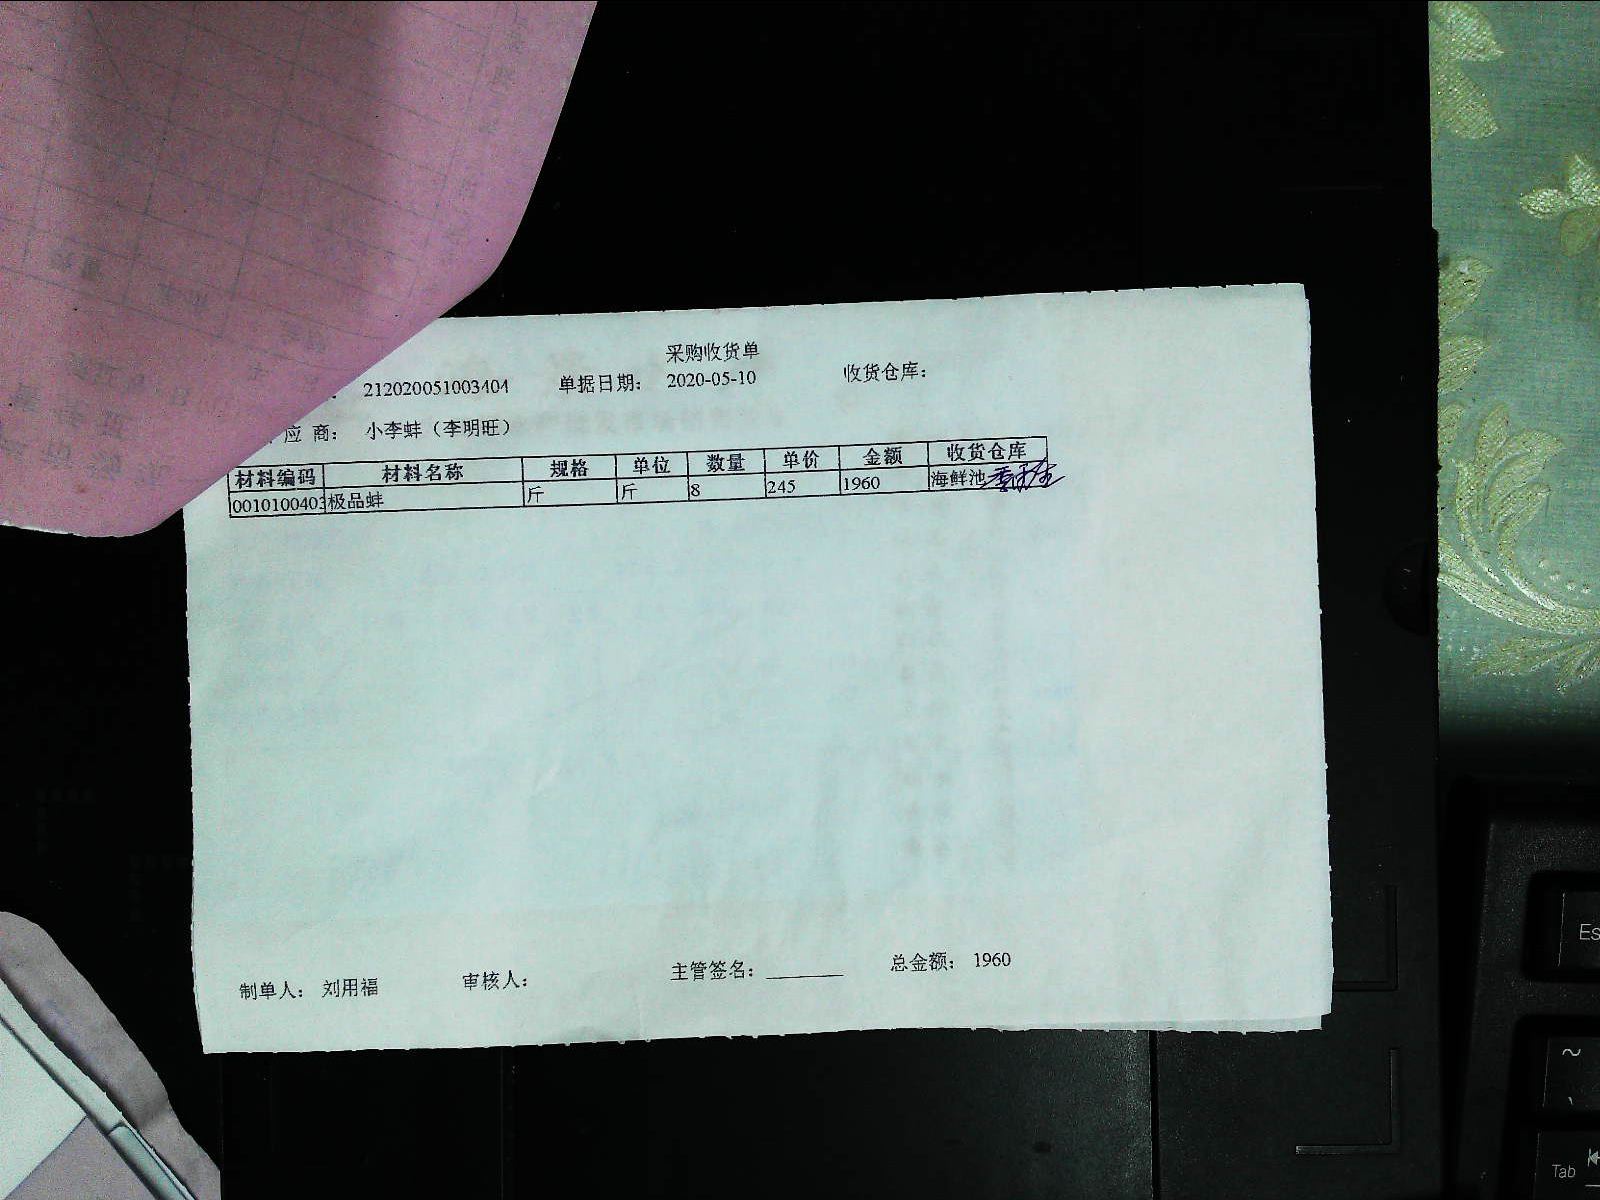 采购收货单
212020051003404 单据日期： 2020-05-10 收货仓库：
应 商： 小李蚌（李明旺）
材料编码 材料名称 规格 单位 数量 单价 金额 收货仓库
0010100403 极品蚌 斤 斤 8 245 1960 海鲜池
制单人： 刘用福 审核人： 主管签名： 总金额： 1960
Es
~
Tab